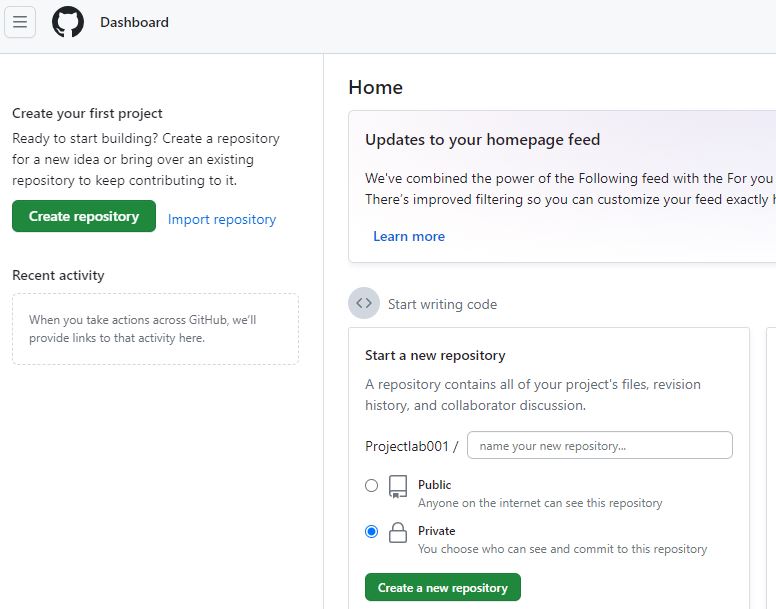 Dashboard
Create your first project
Ready to start building? Create a repository
for a new idea or bring over an existing
repository to keep contributing to it.
Create repository
Import repository
Recent activity
When you take actions across GitHub, we'll
provide links to that activity here.
Home
Updates to your homepage feed
We've combined the power of the Following feed with the For you
There's improved filtering so you can customize your feed exactly
Learn more
Start writing code
Start a new repository
A repository contains all of your project's files, revision
history, and collaborator discussion.
Projectlab001 /
name your new repository...
Public
Anyone on the internet can see this repository
Private
You choose who can see and commit to this repository
Create a new repository